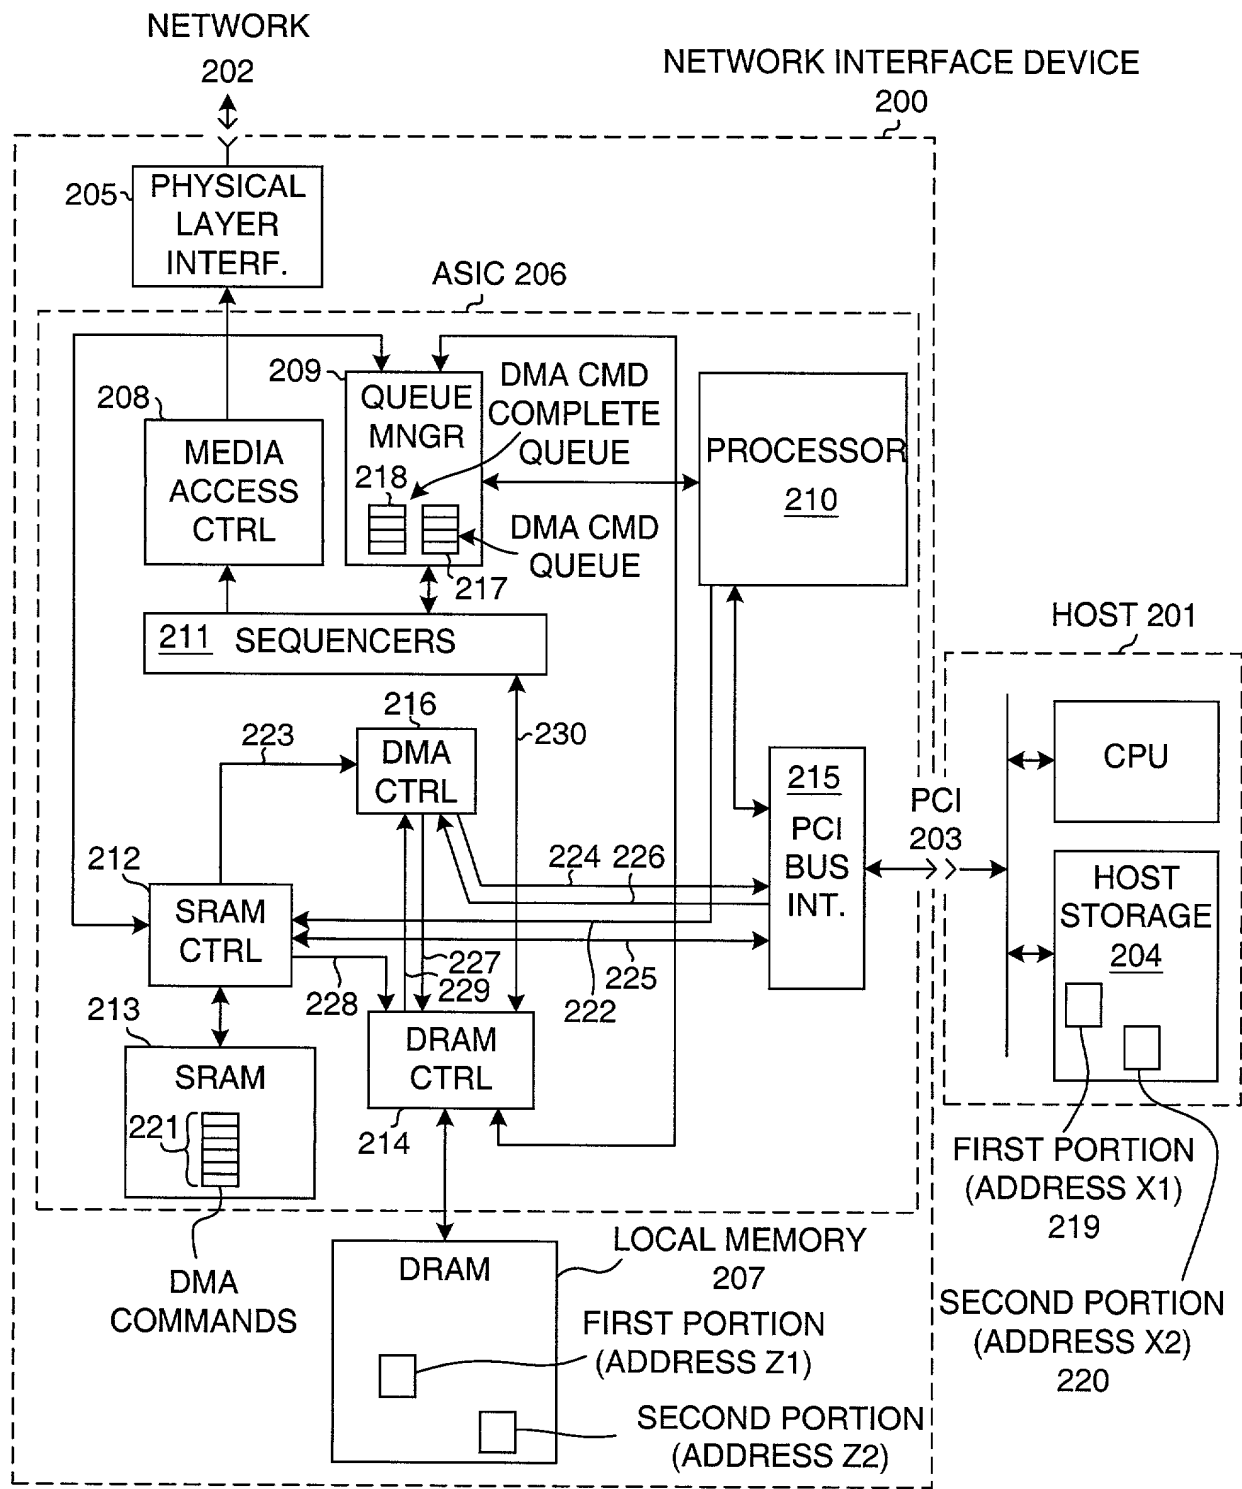 NETWORK
202
NETWORK INTERFACE DEVICE
200
205
PHYSICAL
LAYER
INTERF.
ASIC 206
209
QUEUE
MNGR
218
217
DMA CMD
COMPLETE
QUEUE
DMA CMD
QUEUE
208
MEDIA
ACCESS
CTRL
PROCESSOR
210
211 SEQUENCERS
HOST 201
216
DMA
CTRL
223
230
215
PCI
BUS
INT.
PCI
203
CPU
HOST
STORAGE
204
212
SRAM
CTRL
224
226
227
229
228
222
225
213
SRAM
221
DRAM
CTRL
214
FIRST PORTION
(ADDRESS X1)
219
DMA
COMMANDS
DRAM
LOCAL MEMORY
207
FIRST PORTION
(ADDRESS Z1)
SECOND PORTION
(ADDRESS Z2)
SECOND PORTION
(ADDRESS X2)
220